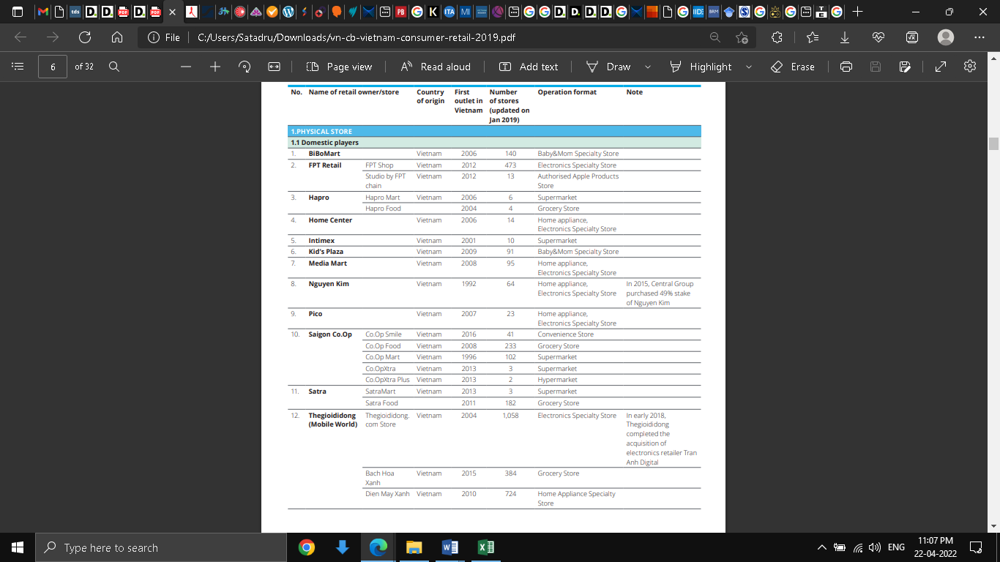 tds
PDF
PDF
PB
K
ITA
MI
IIDE
BAM
File C:/Users/Satadru/Downloads/vn-cb-vietnam-consumer-retail-2019.pdf
6 of 32 Page view Read aloud Add text Draw Highlight Erase
No. Name of retail owner/store Country of origin First outlet in Vietnam Number of stores (updated on Jan 2019) Operation format Note
1.PHYSICAL STORE
1.1 Domestic players
1. BiBoMart Vietnam 2006 140 Baby&Mom Specialty Store
2. FPT Retail FPT Shop Vietnam 2012 473 Electronics Specialty Store
Studio by FPT chain Vietnam 2012 13 Authorised Apple Products Store
3. Hapro Hapro Mart Vietnam 2006 6 Supermarket
Hapro Food 2004 4 Grocery Store
4. Home Center Vietnam 2006 14 Home appliance, Electronics Specialty Store
5. Intimex Vietnam 2001 10 Supermarket
6. Kid's Plaza Vietnam 2009 91 Baby&Mom Specialty Store
7. Media Mart Vietnam 2008 95 Home appliance, Electronics Specialty Store
8. Nguyen Kim Vietnam 1992 64 Home appliance, Electronics Specialty Store In 2015, Central Group purchased 49% stake of Nguyen Kim
9. Pico Vietnam 2007 23 Home appliance, Electronics Specialty Store
10. Saigon Co.Op Co.Op Smile Vietnam 2016 41 Convenience Store
Co.Op Food Vietnam 2008 233 Grocery Store
Co.Op Mart Vietnam 1996 102 Supermarket
Co.OpXtra Vietnam 2013 3 Supermarket
Co.OpXtra Plus Vietnam 2013 2 Hypermarket
11. Satra SatraMart Vietnam 2013 3 Supermarket
Satra Food 2011 182 Grocery Store
12. Thegioididong (Mobile World) Thegioididong.com Store Vietnam 2004 1,058 Electronics Specialty Store In early 2018, Thegioididong completed the acquisition of electronics retailer Tran Anh Digital
Bach Hoa Xanh Vietnam 2015 384 Grocery Store
Dien May Xanh Vietnam 2010 724 Home Appliance Specialty Store
Type here to search
ENG
11:07 PM
22-04-2022